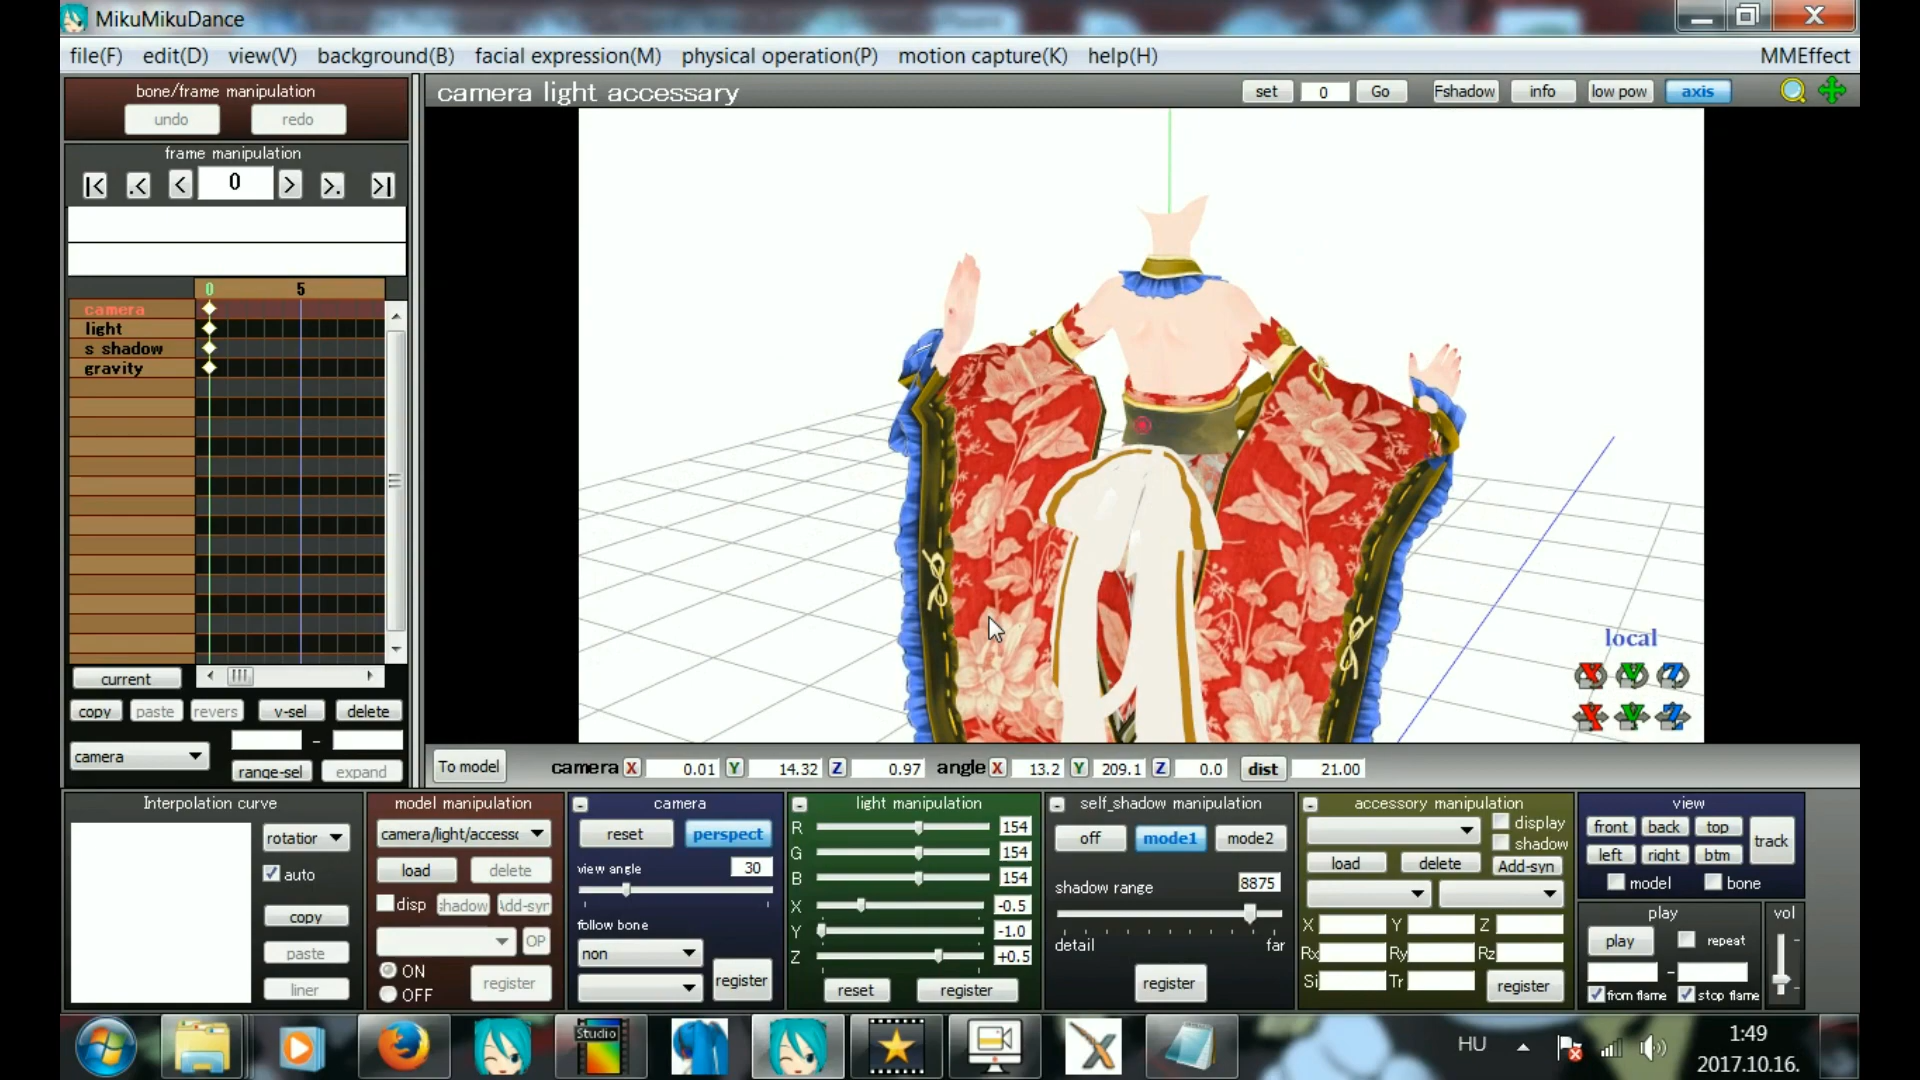 MikuMikuDance
file(F) edit(D) view(V) background(B) facial expression(M) physical operation(P) motion capture(K) help(H) MMEffect
bone/frame manipulation
undo redo
camera light accessary
set 0 Go Fshadow info low pow axis
frame manipulation
0
0 5
camera
light
s shadow
gravity
local
X Y Z
X Y Z
current
copy paste revers v-sel delete
camera -
range-sel expand
To model camera X 0.01 Y 14.32 Z 0.97 angle X 13.2 Y 209.1 Z 0.0 dist 21.00
Interpolation curve
rotatior
auto
copy
paste
liner
model manipulation
camera/light/accessc
load delete
disp shadow Add-syn
OP
ON
OFF
register
camera
reset perspect
view angle 30
follow bone
non
register
light manipulation
R 154
G 154
B 154
X -0.5
Y -1.0
Z +0.5
reset register
self_shadow manipulation
off mode1 mode2
shadow range 8875
detail far
register
accessory manipulation
display
shadow
load delete Add-syn
X Y Z
Rx Ry Rz
Si Tr register
view
front back top
left right btm
track
model bone
play
play repeat
-
from flame stop flame
vol
Studio
HU
1:49
2017.10.16.